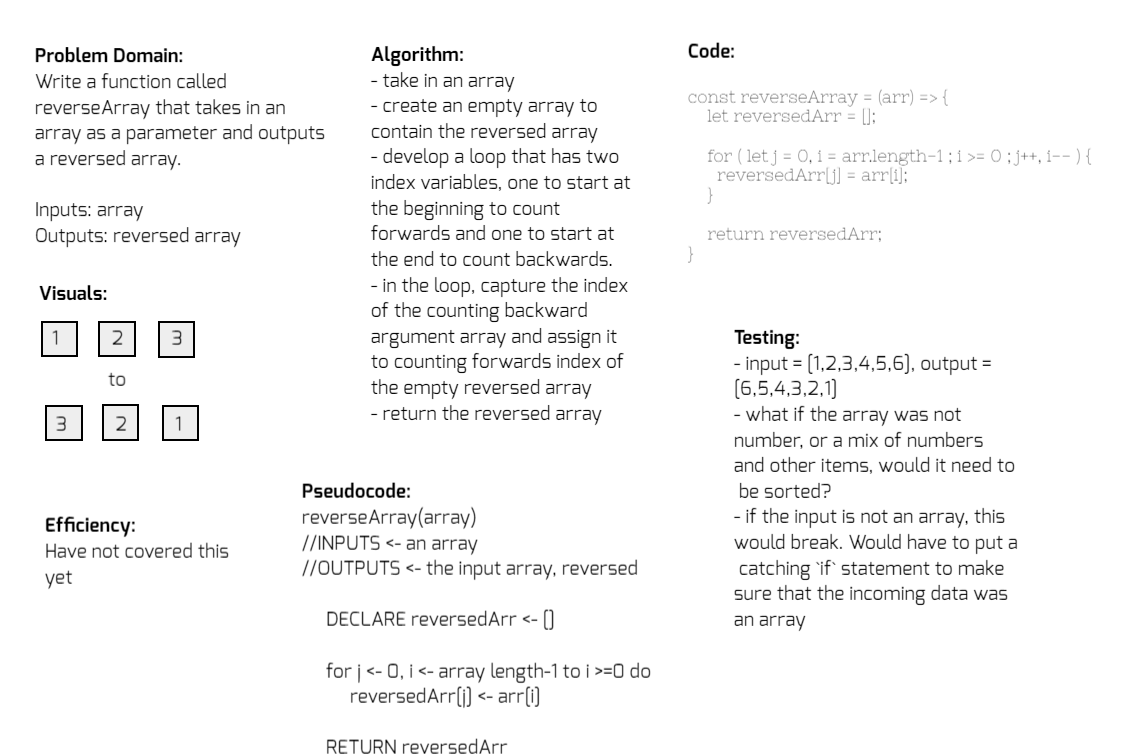 Problem Domain:
Write a function called
reverseArray that takes in an
array as a parameter and outputs
a reversed array.
Inputs: array
Outputs: reversed array
Visuals:
1 2 3
to
3 2 1
Efficiency:
Have not covered this
yet
Algorithm:
- take in an array
- create an empty array to
contain the reversed array
- develop a loop that has two
index variables, one to start at
the beginning to count
forwards and one to start at
the end to count backwards.
- in the loop, capture the index
of the counting backward
argument array and assign it
to counting forwards index of
the empty reversed array
- return the reversed array
Pseudocode:
reverseArray(array)
//INPUTS <- an array
//OUTPUTS <- the input array, reversed
DECLARE reversedArr <- []
for j <- 0, i <- array length-1 to i >=0 do
reversedArr[j] <- arr[i]
RETURN reversedArr
Code:
const reverseArray = (arr) => {
let reversedArr = [];
for ( let j = 0, i = arr.length-1 ; i >= 0 ; j++, i-- ) {
reversedArr[j] = arr[i];
}
return reversedArr;
}
Testing:
- input = [1,2,3,4,5,6], output =
[6,5,4,3,2,1]
- what if the array was not
number, or a mix of numbers
and other items, would it need to
be sorted?
- if the input is not an array, this
would break. Would have to put a
catching `if` statement to make
sure that the incoming data was
an array